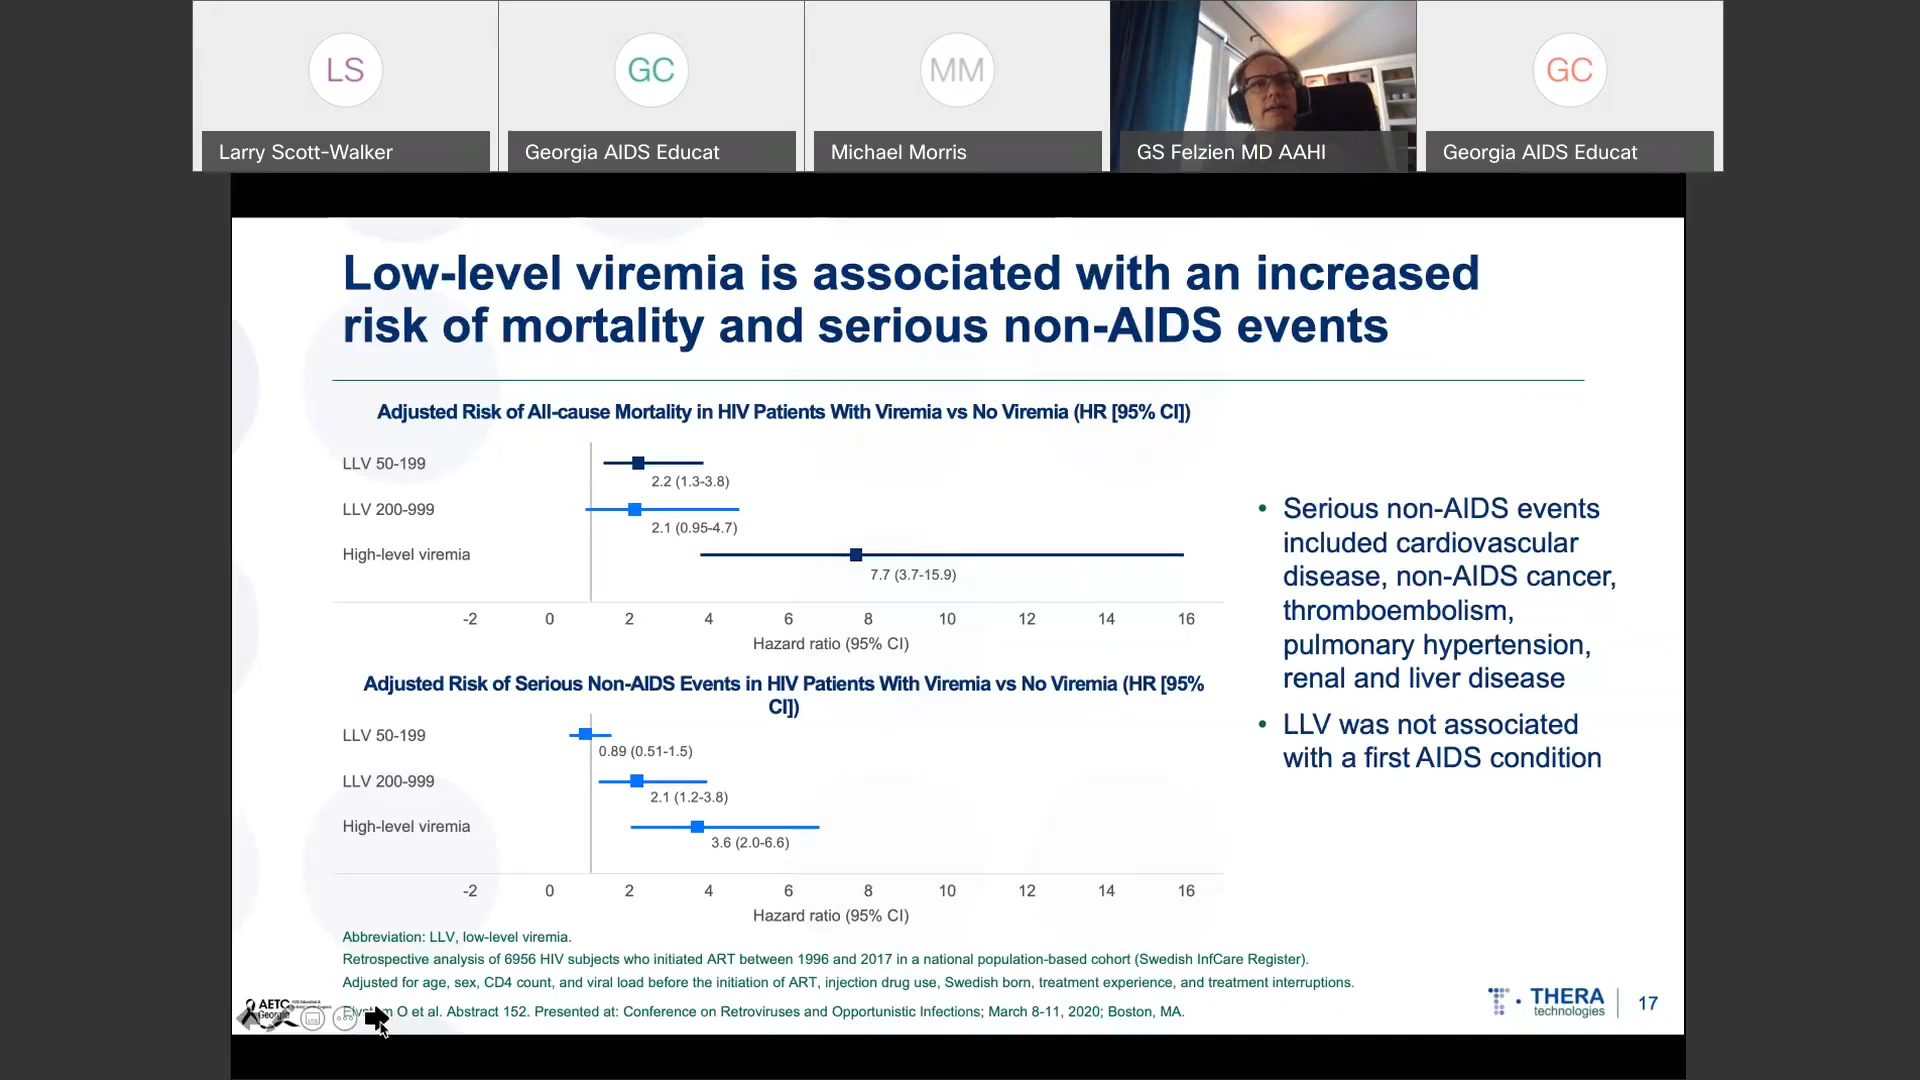 LS
GC
MM
GC
Larry Scott-Walker
Georgia AIDS Educat
Michael Morris
GS Felzien MD AAHI
Georgia AIDS Educat
Low-level viremia is associated with an increased
risk of mortality and serious non-AIDS events
Adjusted Risk of All-cause Mortality in HIV Patients With Viremia vs No Viremia (HR [95% CI])
LLV 50-199
2.2 (1.3-3.8)
LLV 200-999
2.1 (0.95-4.7)
High-level viremia
7.7 (3.7-15.9)
-2 0 2 4 6 8 10 12 14 16
Hazard ratio (95% CI)
Adjusted Risk of Serious Non-AIDS Events in HIV Patients With Viremia vs No Viremia (HR [95%
CI])
LLV 50-199
0.89 (0.51-1.5)
LLV 200-999
2.1 (1.2-3.8)
High-level viremia
3.6 (2.0-6.6)
-2 0 2 4 6 8 10 12 14 16
Hazard ratio (95% CI)
• Serious non-AIDS events
included cardiovascular
disease, non-AIDS cancer,
thromboembolism,
pulmonary hypertension,
renal and liver disease
• LLV was not associated
with a first AIDS condition
Abbreviation: LLV, low-level viremia.
Retrospective analysis of 6956 HIV subjects who initiated ART between 1996 and 2017 in a national population-based cohort (Swedish InfCare Register).
Adjusted for age, sex, CD4 count, and viral load before the initiation of ART, injection drug use, Swedish born, treatment experience, and treatment interruptions.
O et al. Abstract 152. Presented at: Conference on Retroviruses and Opportunistic Infections; March 8-11, 2020; Boston, MA.
AETC
Georgia
THERA
technologies
17